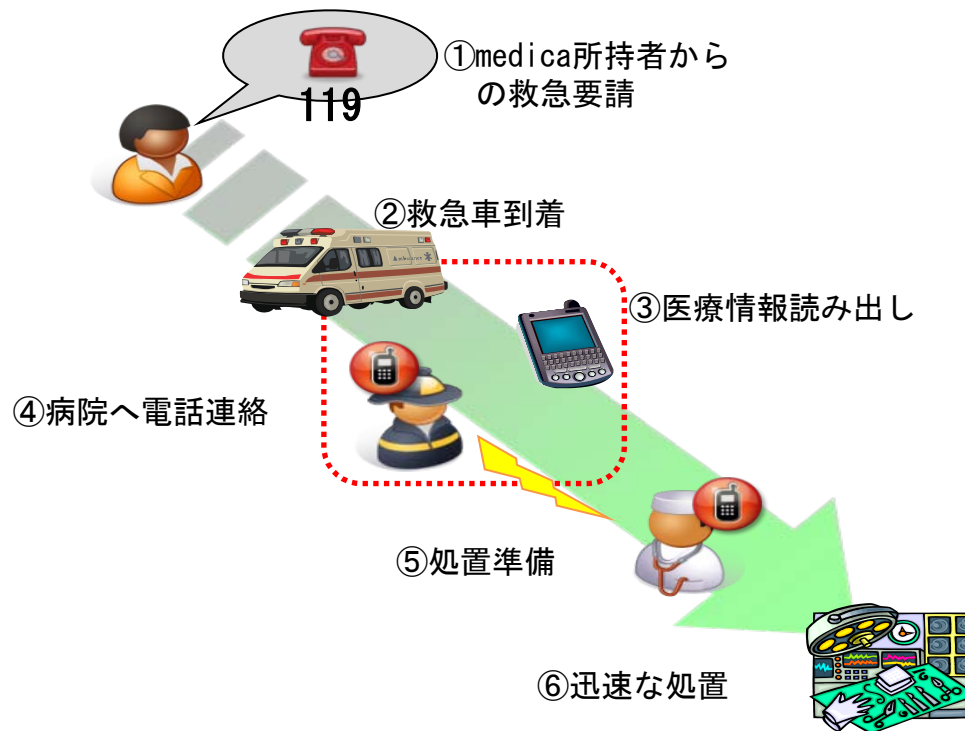 ①medica所持者から
の救急要請
119
②救急車到着
③医療情報読み出し
④病院へ電話連絡
⑤処置準備
⑥迅速な処置